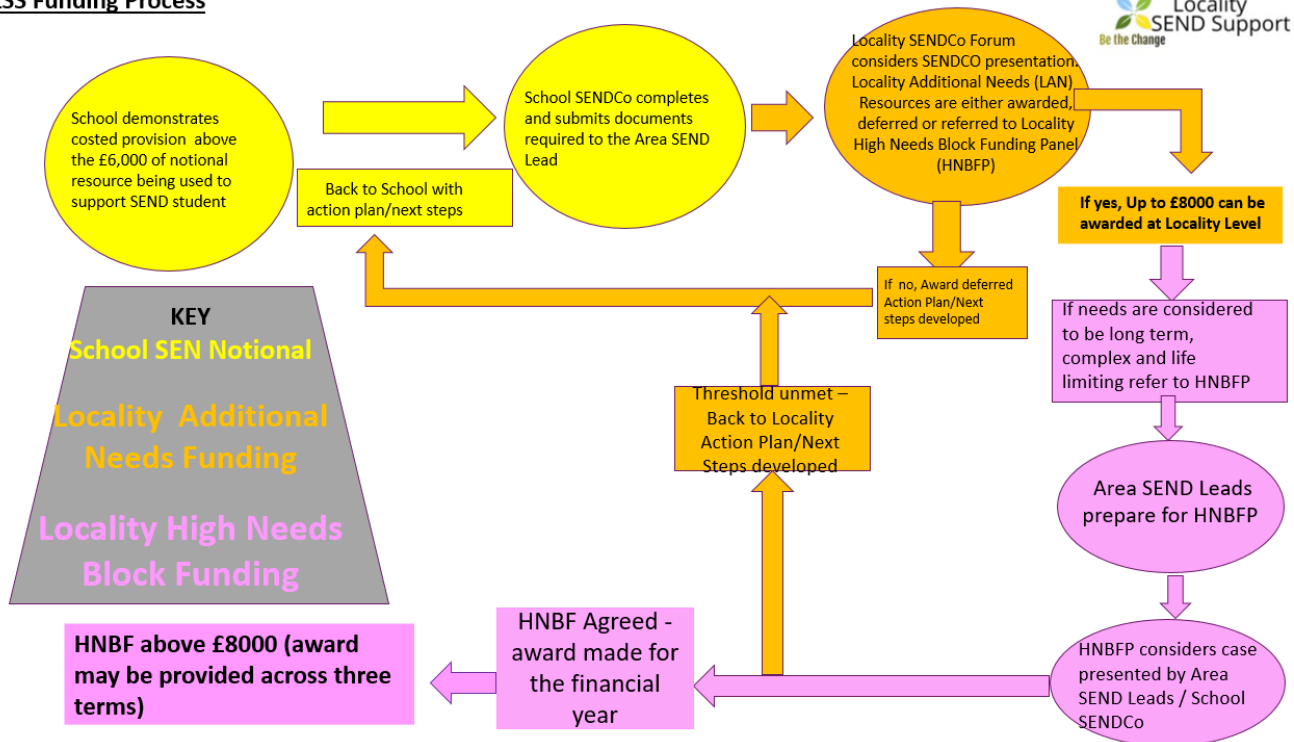 LSS Funding Process
Locality
SEND Support
Be the Change
School demonstrates
costed provision  above
the £6,000 of notional
resource being used to
support SEND student
School SENDCo completes
and submits documents
required to the Area SEND
Lead
Locality SENDCo Forum
considers SENDCO presentation.
Locality Additional Needs (LAN)
Resources are either awarded,
deferred or referred to Locality
High Needs Block Funding Panel
(HNBFP)
Back to School with
action plan/next steps
If yes, Up to £8000 can be
awarded at Locality Level
If  no, Award deferred
Action Plan/Next
steps developed
If needs are considered
to be long term,
complex and life
limiting refer to HNBFP
KEY
School SEN Notional
Locality  Additional
Needs Funding
Locality High Needs
Block Funding
Threshold unmet –
Back to Locality
Action Plan/Next
Steps developed
Area SEND Leads
prepare for HNBFP
HNBFP considers case
presented by Area
SEND Leads / School
SENDCo
HNBF Agreed -
award made for
the financial
year
HNBF above £8000 (award
may be provided across three
terms)